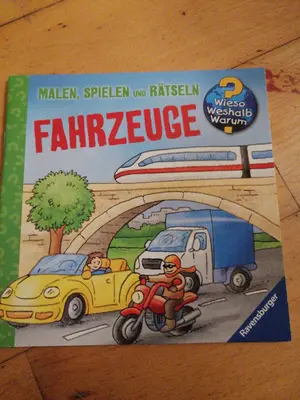 MALEN, SPIELEN UND RÄTSELN
FAHRZEUGE
?
Wieso
Weshalb
Warum
Ravensburger